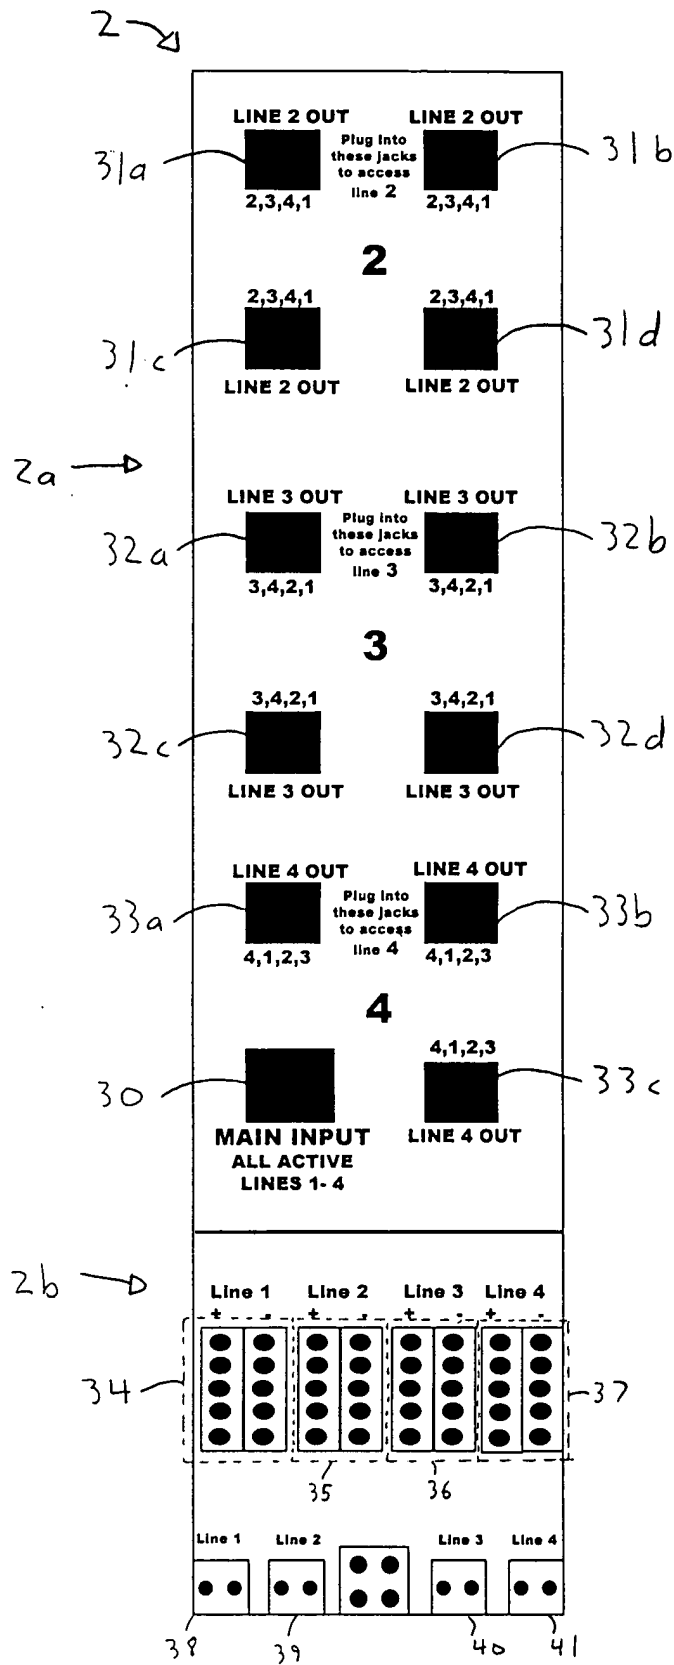 2
LINE 2 OUT LINE 2 OUT
31a Plug into these jacks to access line 2 31b
2,3,4,1 2,3,4,1
2
2,3,4,1 2,3,4,1
31c 31d
LINE 2 OUT LINE 2 OUT
2a
LINE 3 OUT LINE 3 OUT
32a Plug into these jacks to access line 3 32b
3,4,2,1 3,4,2,1
3
3,4,2,1 3,4,2,1
32c 32d
LINE 3 OUT LINE 3 OUT
LINE 4 OUT LINE 4 OUT
33a Plug into these jacks to access line 4 33b
4,1,2,3 4,1,2,3
4
4,1,2,3
30 33c
MAIN INPUT LINE 4 OUT
ALL ACTIVE
LINES 1- 4
2b
Line 1 Line 2 Line 3 Line 4
+ - + - + - + -
34 37
35 36
Line 1 Line 2 Line 3 Line 4
38 39 40 41